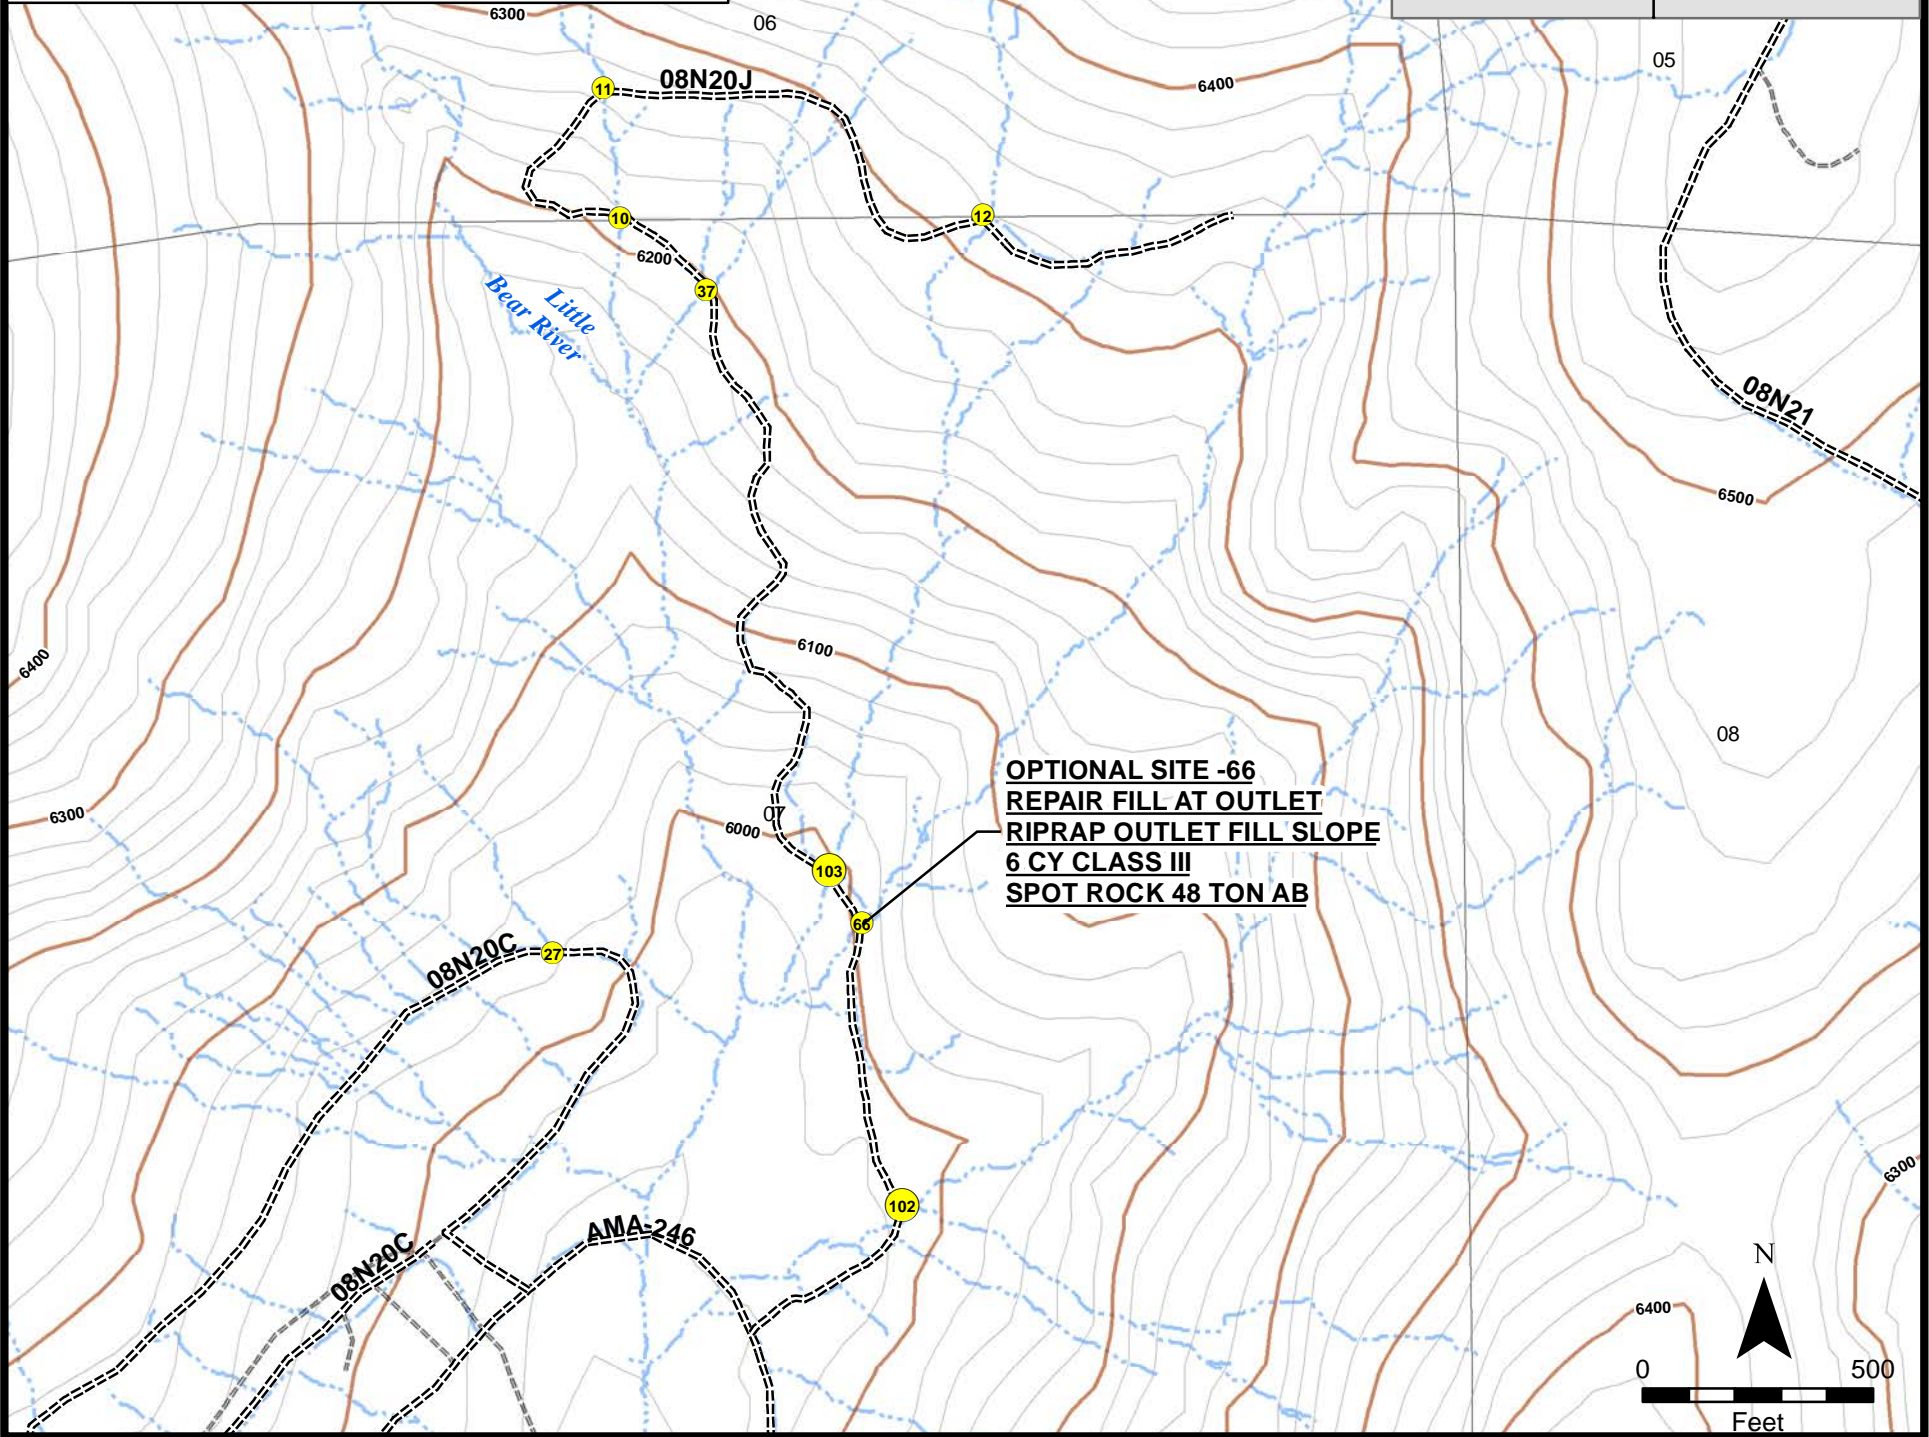 6300
06
05
08N20J
6400
11
10
12
6200
37
Little
Bear River
08N21
6500
6100
6400
08
OPTIONAL SITE -66
REPAIR FILL AT OUTLET
RIPRAP OUTLET FILL SLOPE
6 CY CLASS III
SPOT ROCK 48 TON AB
6300
07
6000
103
66
08N20C
27
6300
102
AMA-246
08N20C
N
6400
0 500
Feet